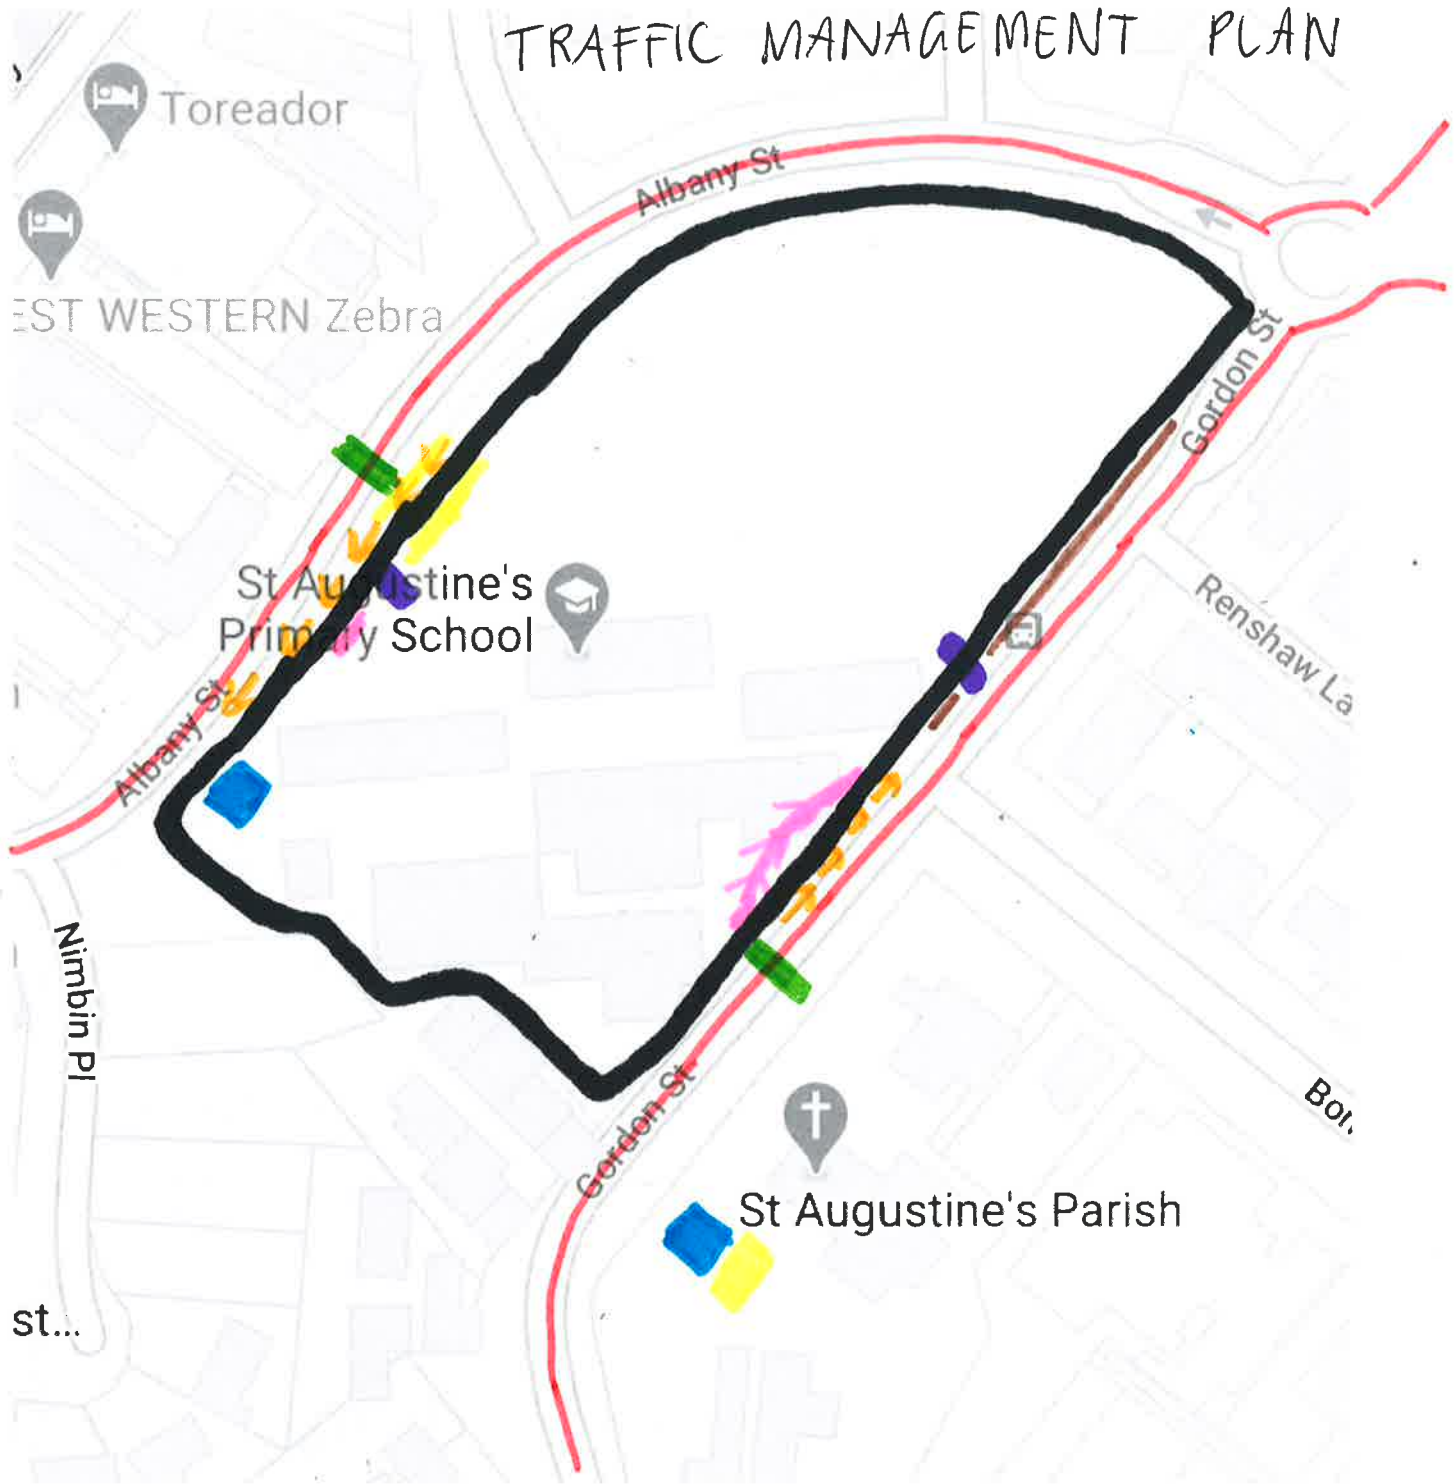 TRAFFIC MANAGEMENT PLAN
Toreador
Albany St
EST WESTERN Zebra
Gordon St
St Augustine's
Primary School
Renshaw La
Albany St
Nimbin Pl
Gordon St
St Augustine's Parish
st...